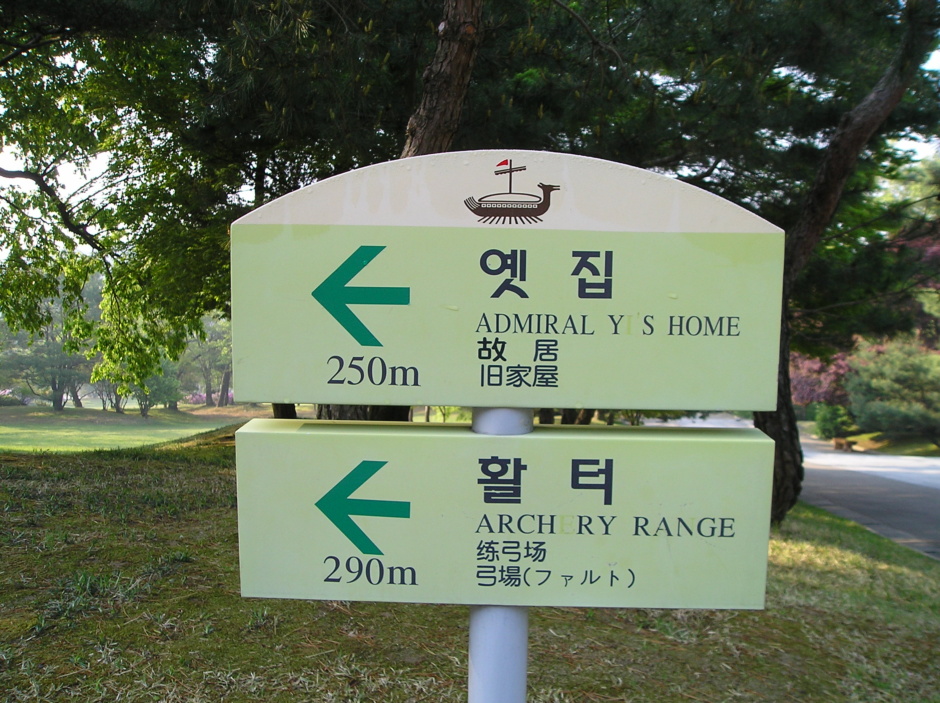 옛 집
ADMIRAL YI'S HOME
故 居
旧家屋
250m
활 터
ARCHERY RANGE
练弓场
弓場(ファルト)
290m